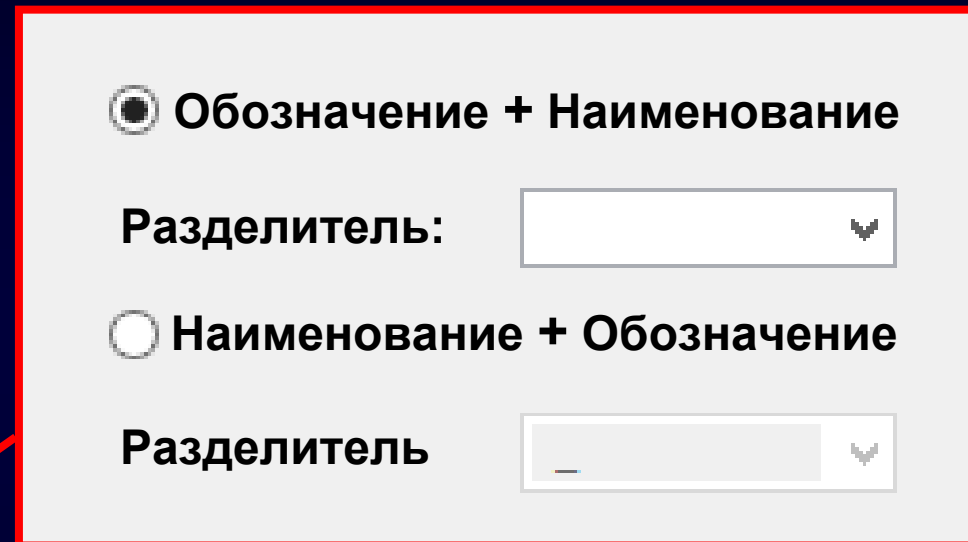 Обозначение + Наименование
Разделитель:
Наименование + Обозначение
Разделитель
_